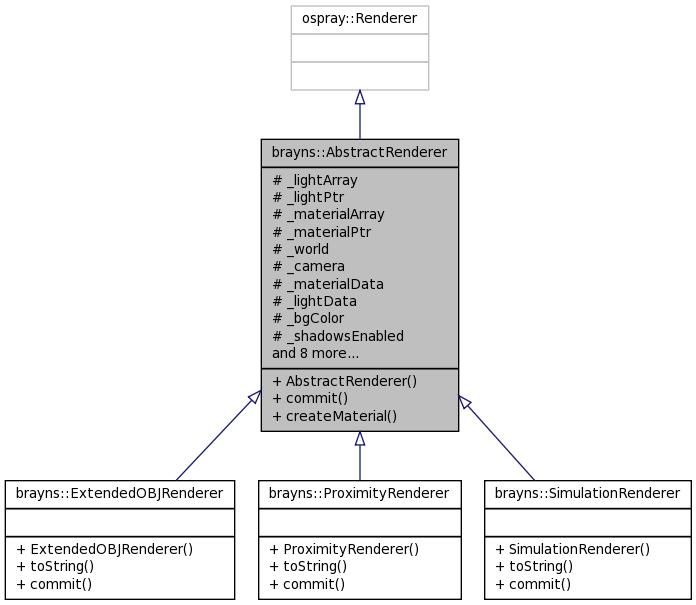 ospray::Renderer
brayns::AbstractRenderer
# _lightArray
# _lightPtr
# _materialArray
# _materialPtr
# _world
# _camera
# _materialData
# _lightData
# _bgColor
# _shadowsEnabled
and 8 more...
+ AbstractRenderer()
+ commit()
+ createMaterial()
brayns::ExtendedOBJRenderer
+ ExtendedOBJRenderer()
+ toString()
+ commit()
brayns::ProximityRenderer
+ ProximityRenderer()
+ toString()
+ commit()
brayns::SimulationRenderer
+ SimulationRenderer()
+ toString()
+ commit()